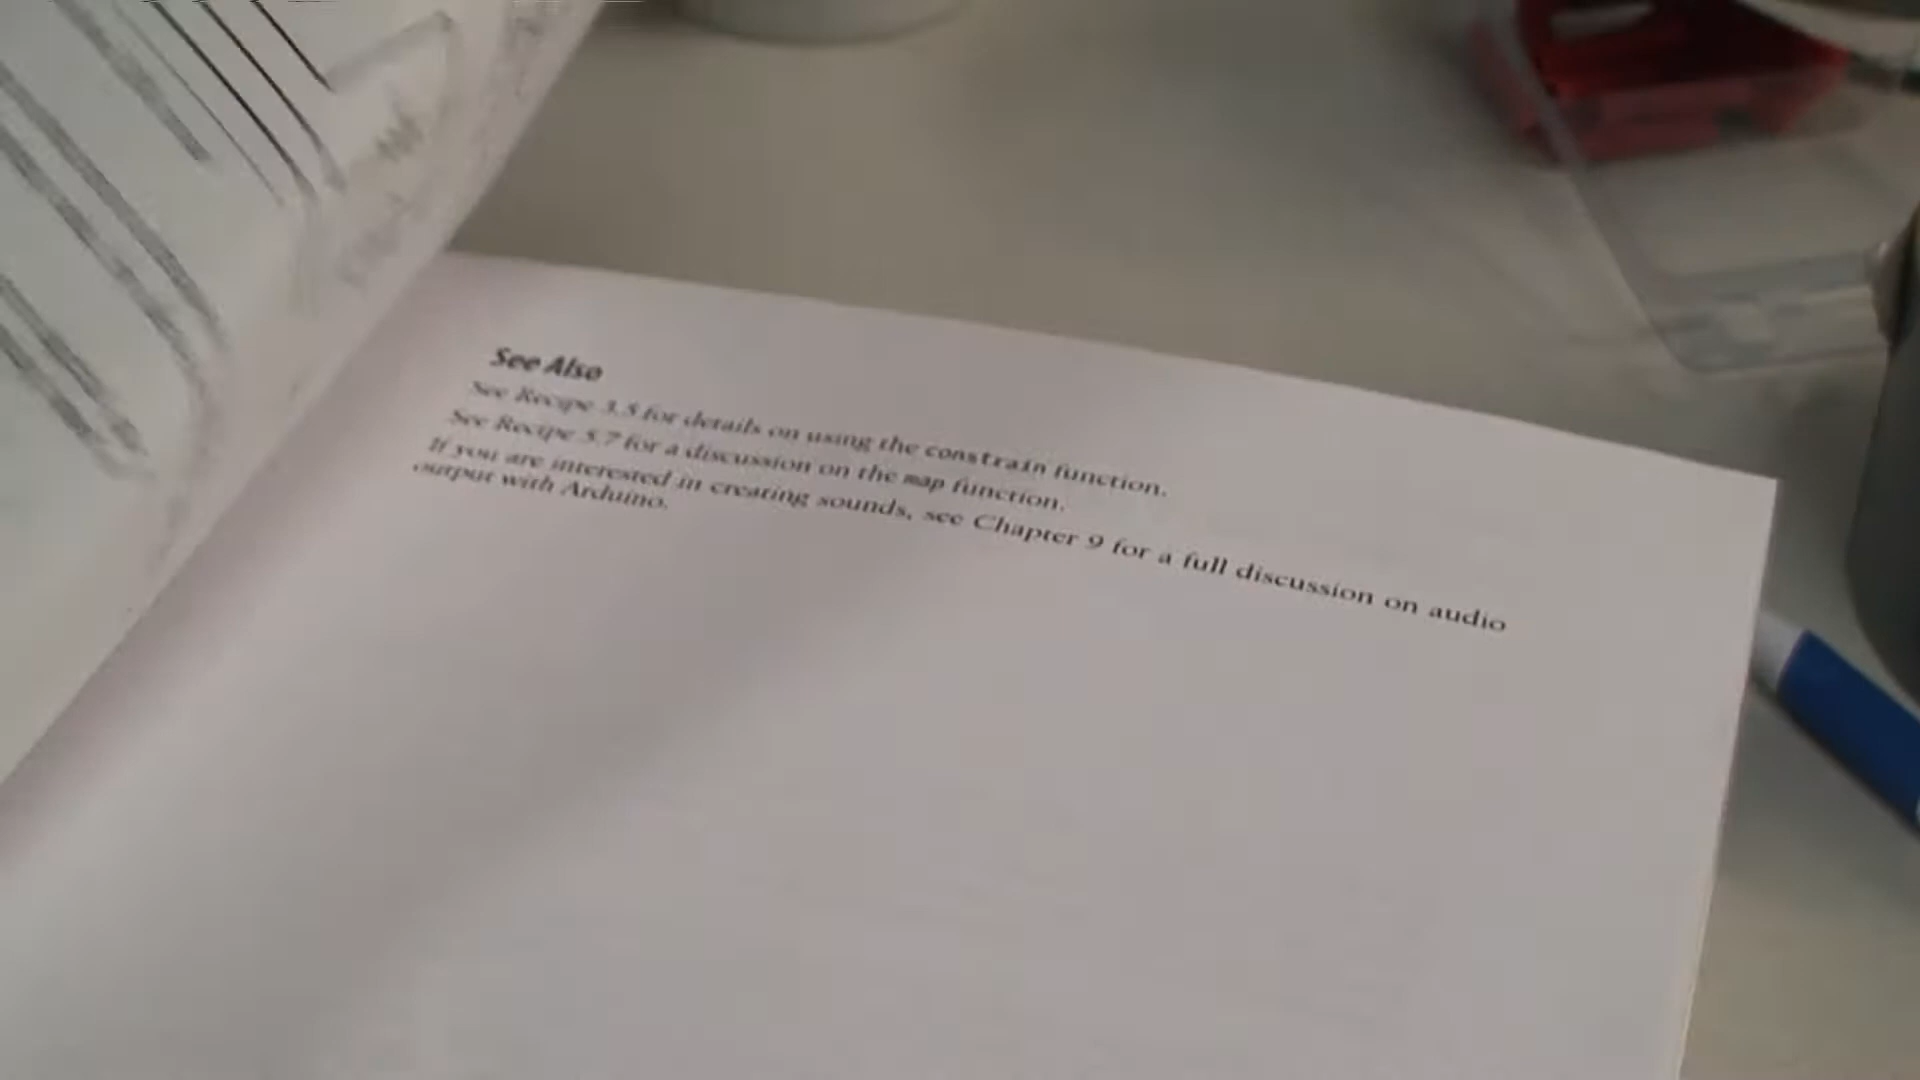 See Also
See Recipe 3.5 for details on using the constrain function.
See Recipe 5.7 for a discussion on the map function.
If you are interested in creating sounds, see Chapter 9 for a full discussion on audio
output with Arduino.